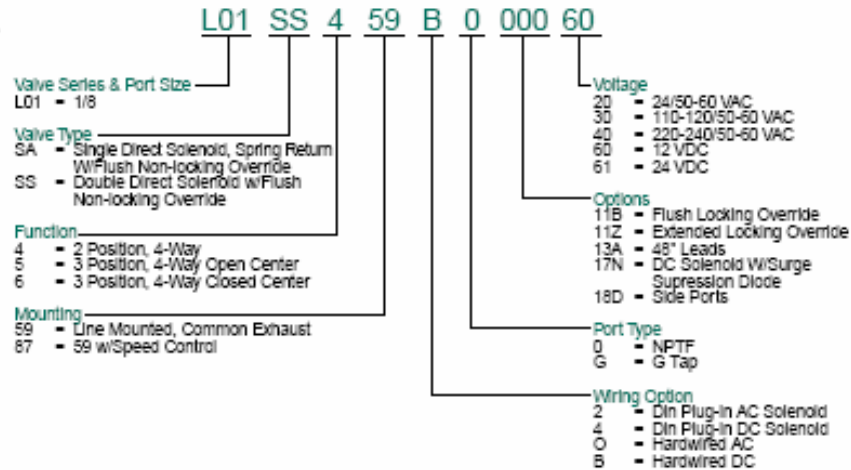 L01 SS 4 59 B 0 000 60
Valve Series & Port Size
L01 = 1/8
Valve Type
SA = Single Direct Solenoid, Spring Return
W/Flush Non-locking Override
SS = Double Direct Solenoid w/Flush
Non-locking Override
Function
4 = 2 Position, 4-Way
5 = 3 Position, 4-Way Open Center
6 = 3 Position, 4-Way Closed Center
Mounting
59 = Line Mounted, Common Exhaust
87 = 59 w/Speed Control
Voltage
20 = 24/50-60 VAC
30 = 110-120/50-60 VAC
40 = 220-240/50-60 VAC
60 = 12 VDC
61 = 24 VDC
Options
11B = Flush Locking Override
11Z = Extended Locking Override
13A = 48" Leads
17N = DC Solenoid W/Surge
Supression Diode
18D = Side Ports
Port Type
0 = NPTF
G = G Tap
Wiring Option
2 = Din Plug-in AC Solenoid
4 = Din Plug-in DC Solenoid
O = Hardwired AC
B = Hardwired DC